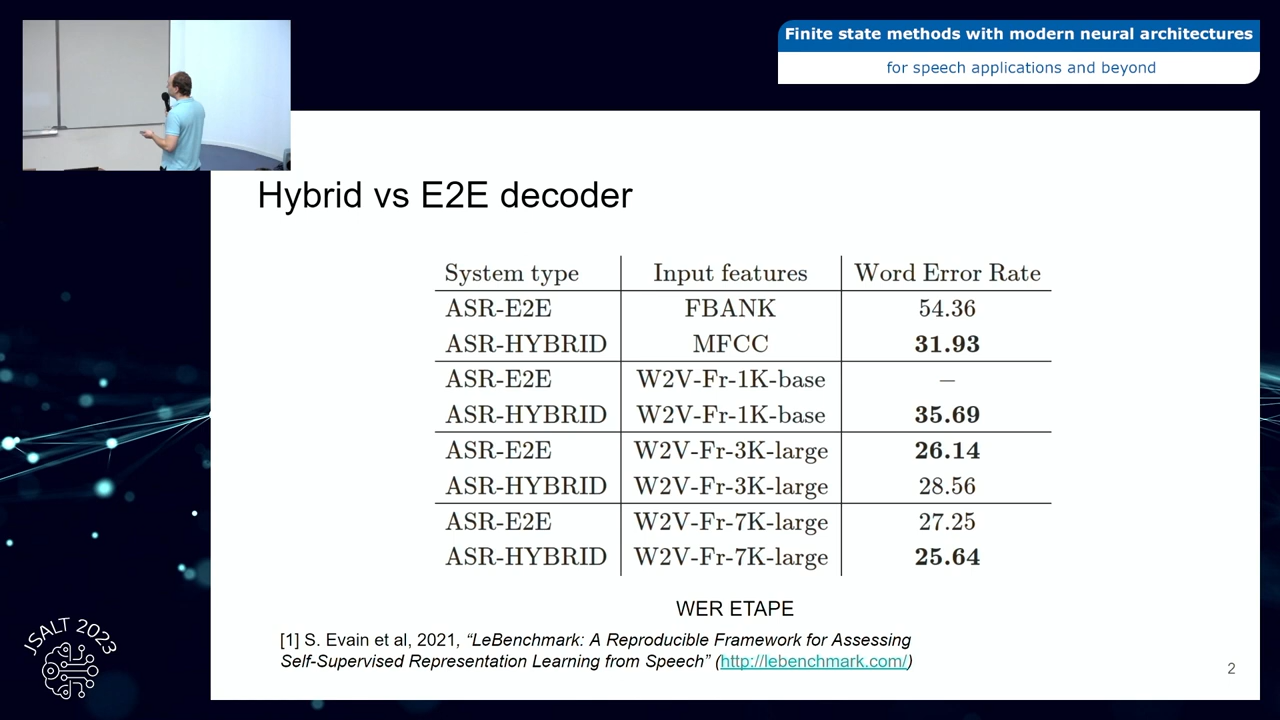 Finite state methods with modern neural architectures
for speech applications and beyond
Hybrid vs E2E decoder
System type Input features Word Error Rate
ASR-E2E FBANK 54.36
ASR-HYBRID MFCC 31.93
ASR-E2E W2V-Fr-1K-base –
ASR-HYBRID W2V-Fr-1K-base 35.69
ASR-E2E W2V-Fr-3K-large 26.14
ASR-HYBRID W2V-Fr-3K-large 28.56
ASR-E2E W2V-Fr-7K-large 27.25
ASR-HYBRID W2V-Fr-7K-large 25.64
WER ETAPE
[1] S. Evain et al, 2021, “LeBenchmark: A Reproducible Framework for Assessing
Self-Supervised Representation Learning from Speech” (http://lebenchmark.com/)
2
JSALT 2023